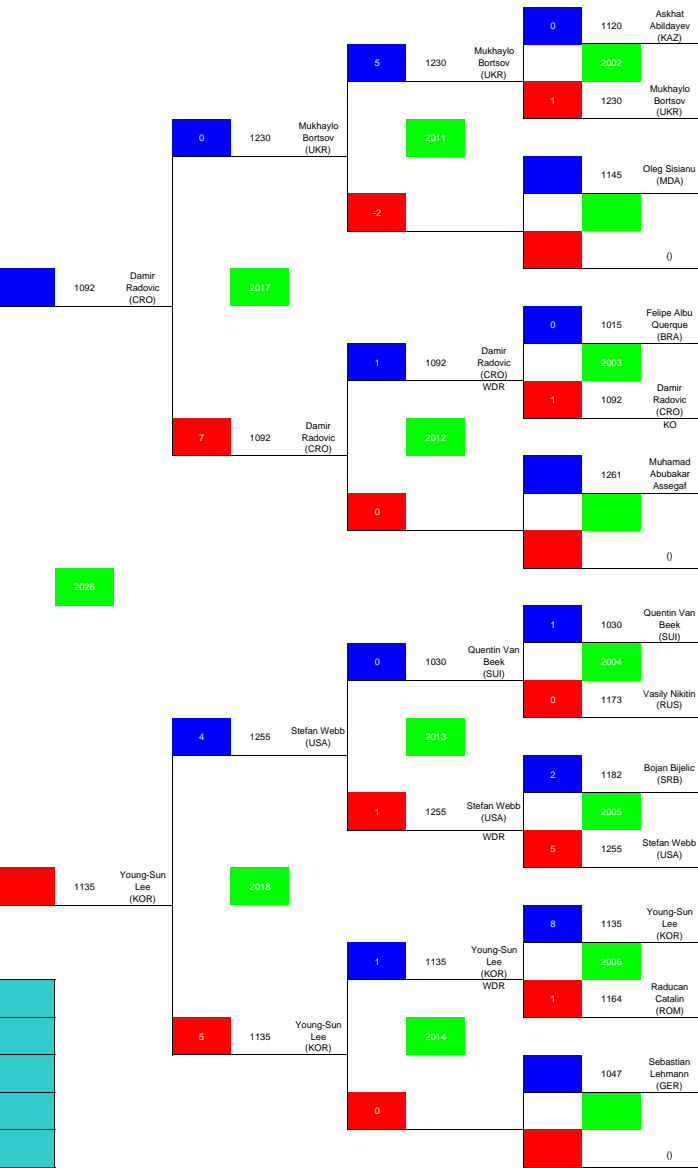 Askhat
0 1120 Abildayev
(KAZ)
Mukhaylo
5 1230 Bortsov 2002
(UKR)
Mukhaylo
1 1230 Bortsov
(UKR)
Mukhaylo
0 1230 Bortsov 2011
(UKR)
1145 Oleg Sisianu
(MDA)
-2
()
Damir
1092 Radovic 2017
(CRO)
Felipe Albu
0 1015 Querque
(BRA)
Damir
1 1092 Radovic 2003
(CRO)
WDR
Damir
1 1092 Radovic
(CRO)
KO
Damir
7 1092 Radovic 2012
(CRO)
Muhamad
1261 Abubakar
Assegaf
0
()
2026
Quentin Van
1 1030 Beek
(SUI)
Quentin Van
0 1030 Beek 2004
(SUI)
0 1173 Vasily Nikitin
(RUS)
4 1255 Stefan Webb 2013
(USA)
2 1182 Bojan Bijelic
(SRB)
1 1255 Stefan Webb 2005
(USA)
WDR
5 1255 Stefan Webb
(USA)
Young-Sun
1135 Lee 2018
(KOR)
Young-Sun
8 1135 Lee
(KOR)
Young-Sun
1 1135 Lee 2006
(KOR)
WDR
Raducan
1 1164 Catalin
(ROM)
Young-Sun
5 1135 Lee 2014
(KOR)
Sebastian
1047 Lehmann
(GER)
0
()